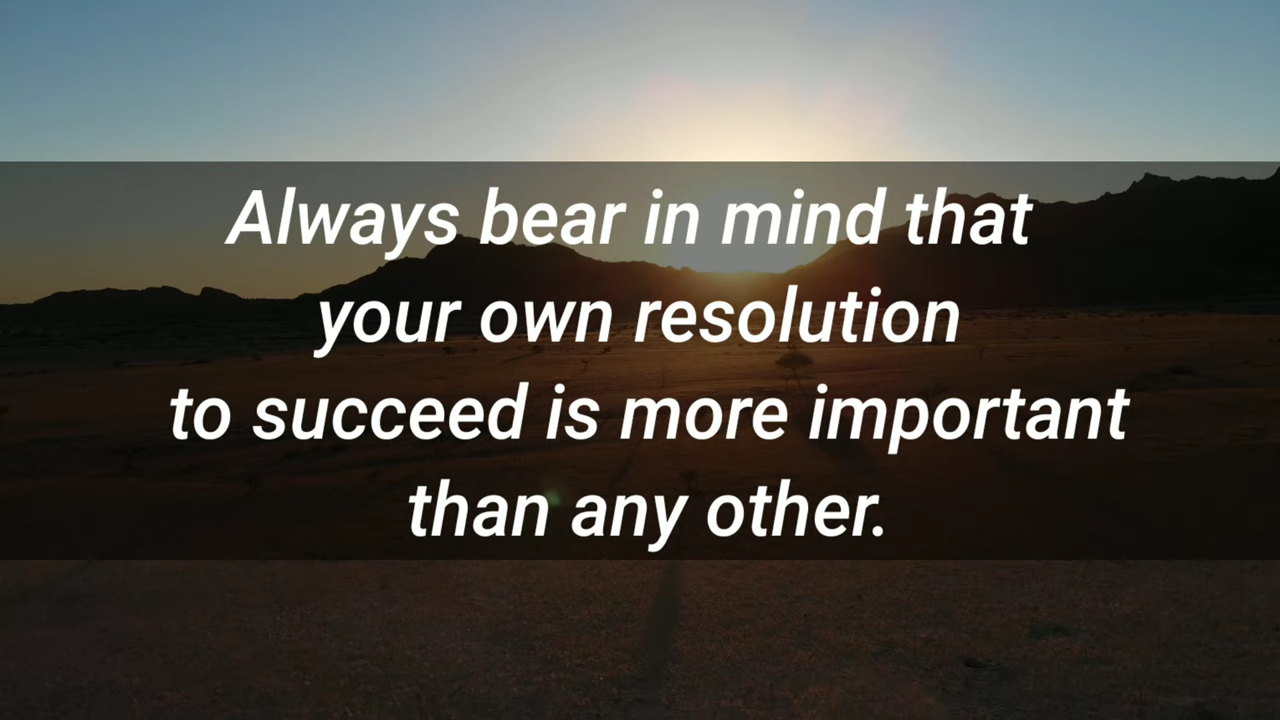 Always bear in mind that
your own resolution
to succeed is more important
than any other.